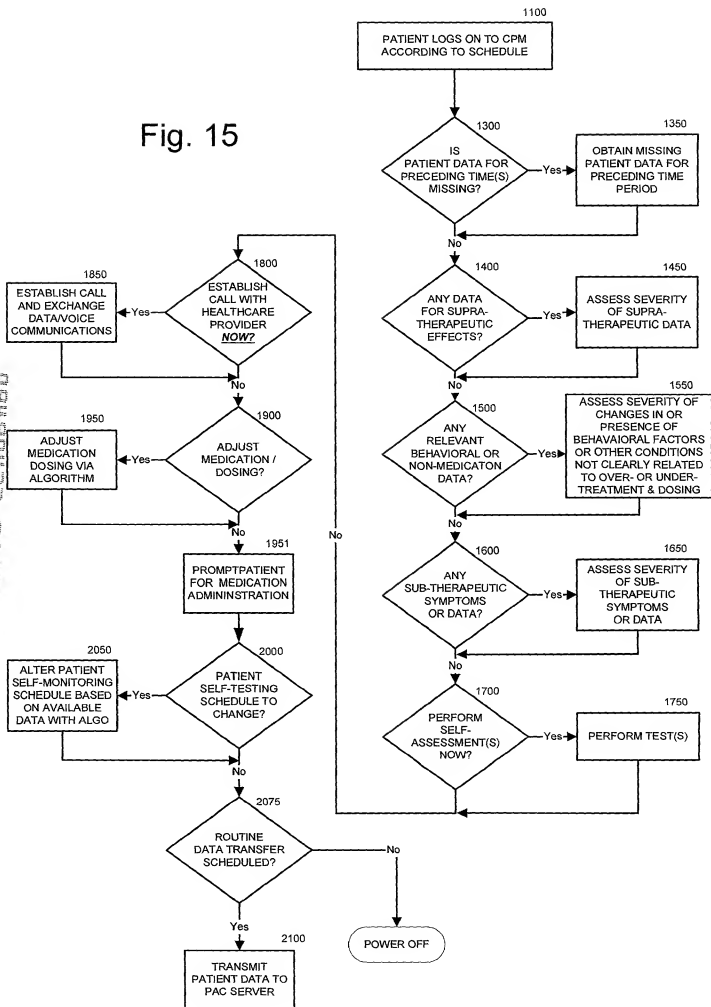 Fig. 15
1100
PATIENT LOGS ON TO CPM
ACCORDING TO SCHEDULE
1300
IS
PATIENT DATA FOR
PRECEDING TIME(S)
MISSING?
Yes
1350
OBTAIN MISSING
PATIENT DATA FOR
PRECEDING TIME
PERIOD
No
1400
ANY DATA
FOR SUPRA-
THERAPEUTIC
EFFECTS?
Yes
1450
ASSESS SEVERITY
OF SUPRA-
THERAPEUTIC DATA
No
1500
ANY
RELEVANT
BEHAVIORAL OR
NON-MEDICATON
DATA?
Yes
1550
ASSESS SEVERITY OF
CHANGES IN OR
PRESENCE OF
BEHAVAIORAL FACTORS
OR OTHER CONDITIONS
NOT CLEARLY RELATED
TO OVER- OR UNDER-
TREATMENT & DOSING
No
1600
ANY
SUB-THERAPEUTIC
SYMPTOMS
OR DATA?
Yes
1650
ASSESS SEVERITY
OF SUB-
THERAPEUTIC
SYMPTOMS
OR DATA
No
1700
PERFORM
SELF-
ASSESSMENT(S)
NOW?
Yes
1750
PERFORM TEST(S)
No
1800
ESTABLISH
CALL WITH
HEALTHCARE
PROVIDER
NOW?
Yes
1850
ESTABLISH CALL
AND EXCHANGE
DATA/VOICE
COMMUNICATIONS
No
1900
ADJUST
MEDICATION /
DOSING?
Yes
1950
ADJUST
MEDICATION
DOSING VIA
ALGORITHM
No
1951
PROMPTPATIENT
FOR MEDICATION
ADMININSTRATION
2000
PATIENT
SELF-TESTING
SCHEDULE TO
CHANGE?
Yes
2050
ALTER PATIENT
SELF-MONITORING
SCHEDULE BASED
ON AVAILABLE
DATA WITH ALGO
No
2075
ROUTINE
DATA TRANSFER
SCHEDULED?
No
POWER OFF
Yes
2100
TRANSMIT
PATIENT DATA TO
PAC SERVER